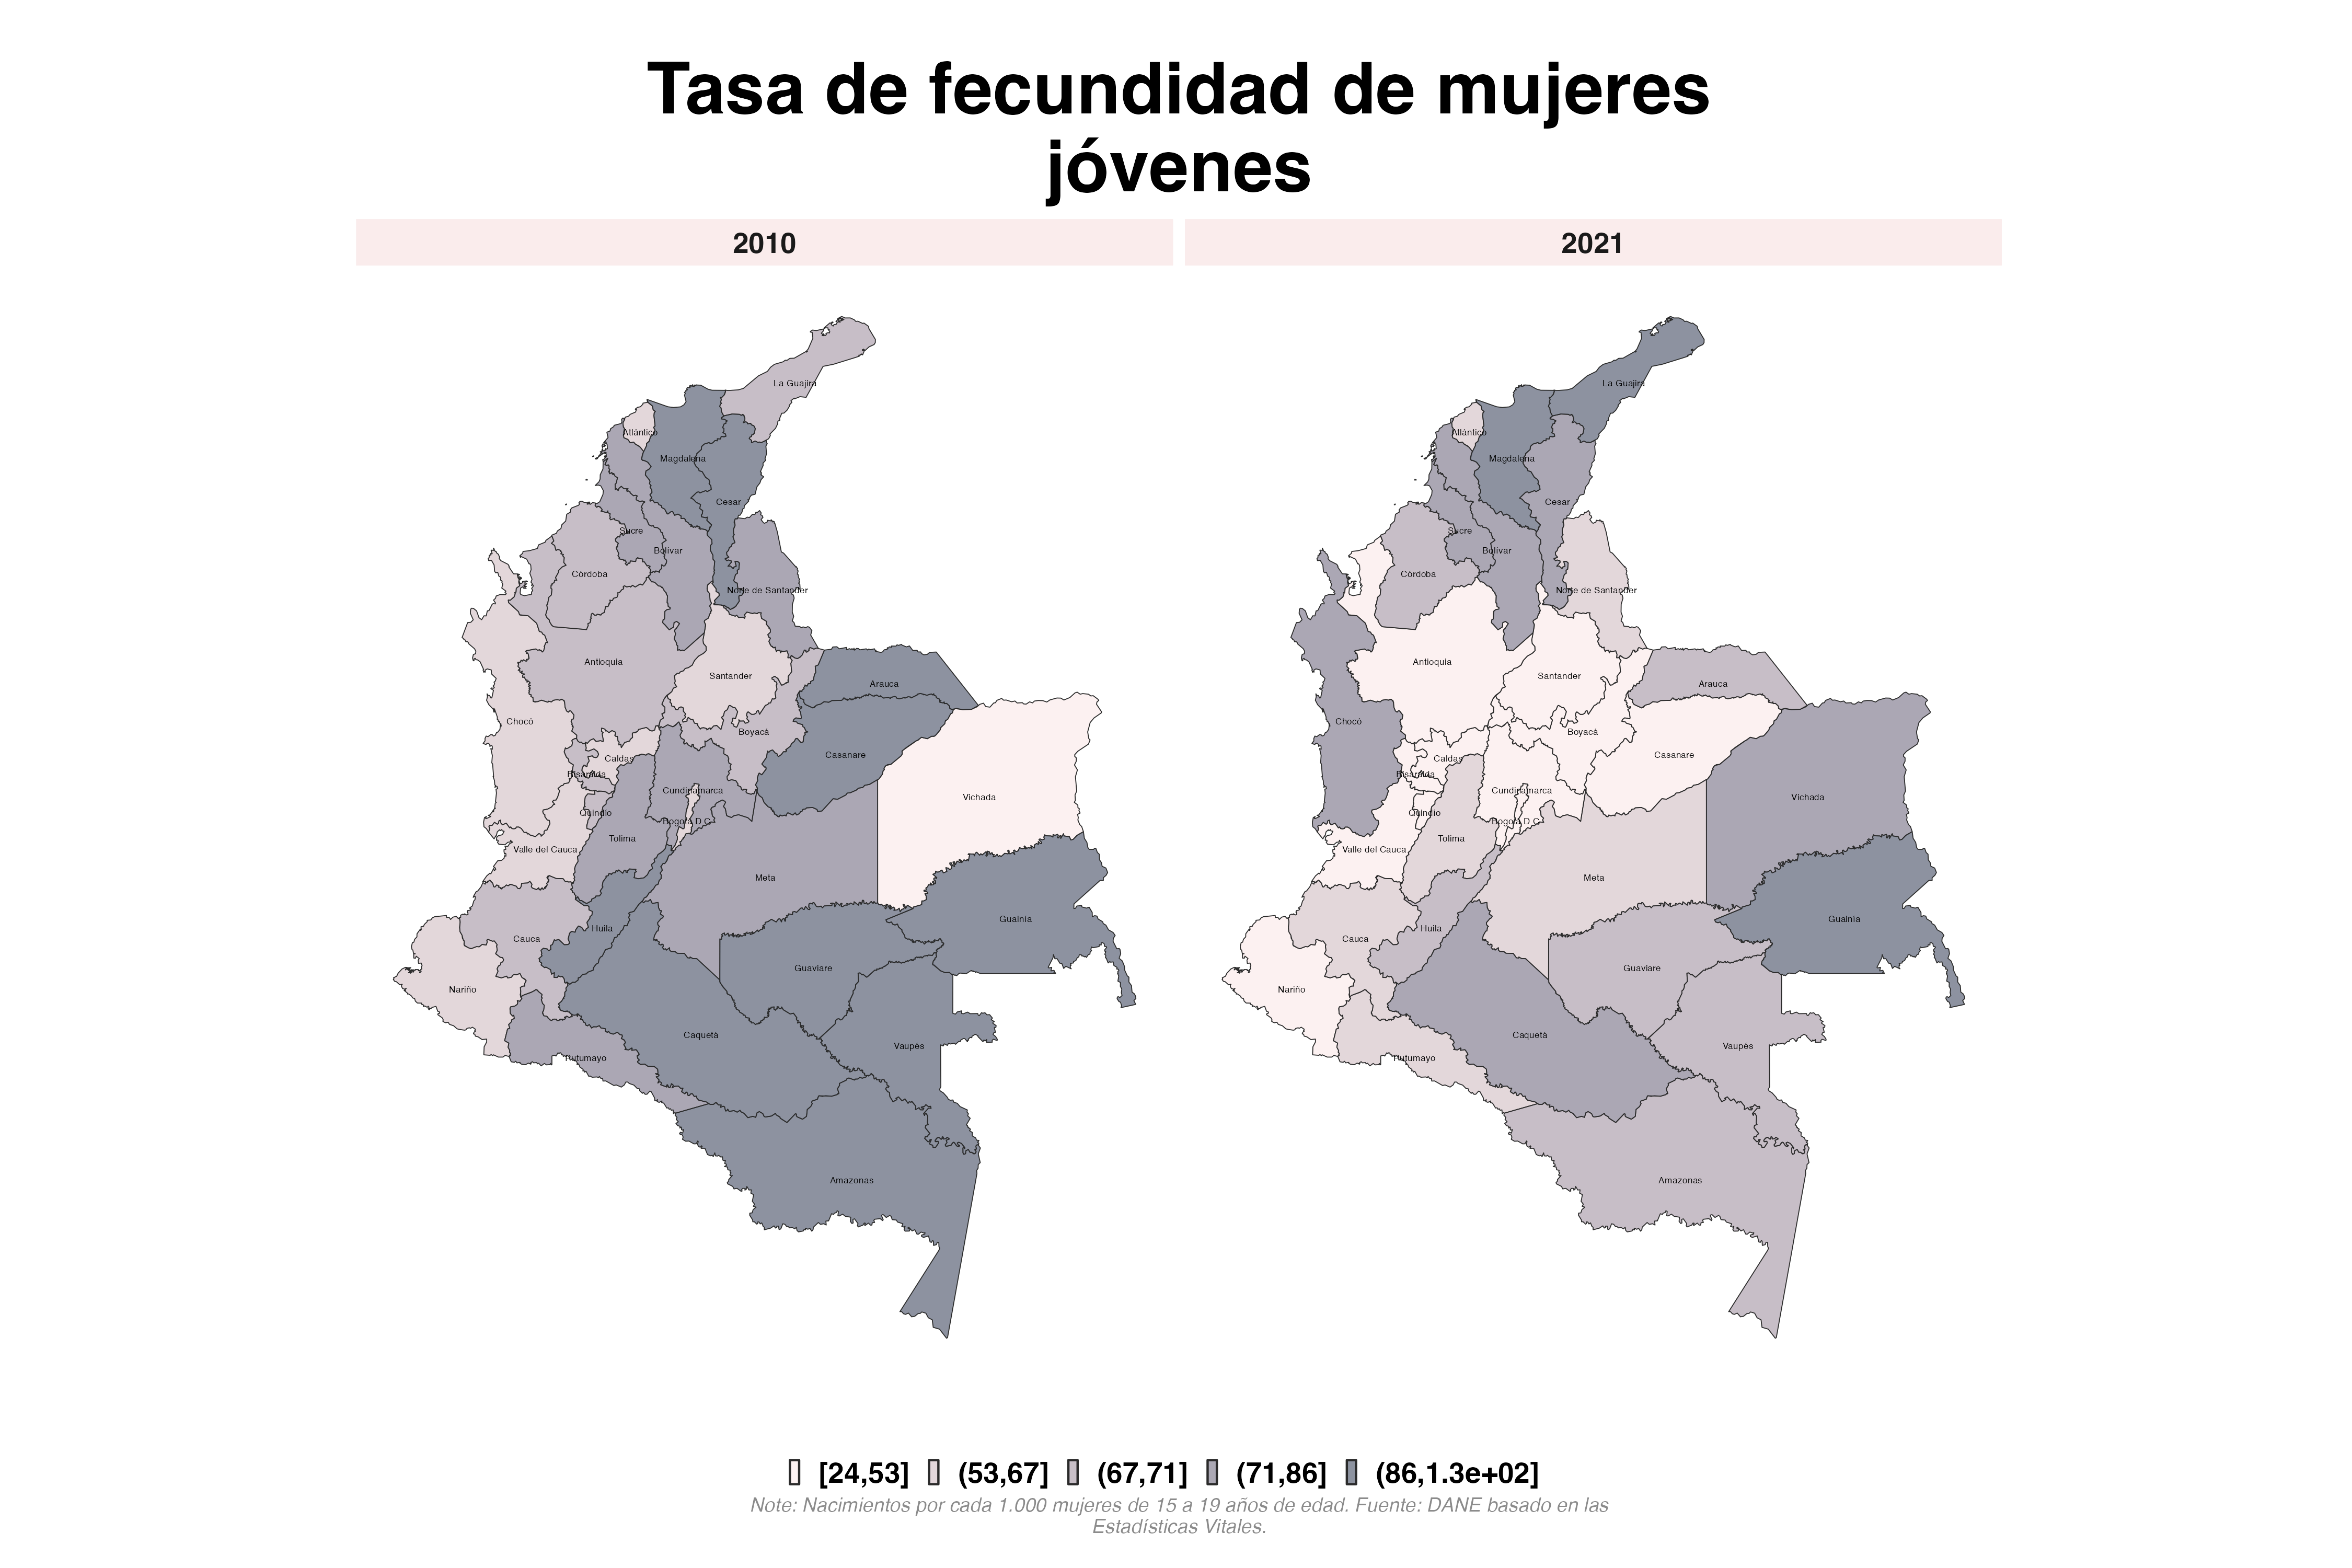 Tasa de fecundidad de mujeres
jóvenes
2010
2021
La Guajira
Atlántico
Magdalena
Cesar
Sucre
Bolívar
Córdoba
Norte de Santander
Antioquia
Santander
Arauca
Chocó
Boyacá
Casanare
Caldas
Risaralda
Cundinamarca
Vichada
Quindío
Bogotá D C
Tolima
Valle del Cauca
Meta
Guainía
Huila
Cauca
Guaviare
Nariño
Caquetá
Vaupés
Putumayo
Amazonas
La Guajira
Atlántico
Magdalena
Cesar
Sucre
Bolívar
Córdoba
Norte de Santander
Antioquia
Santander
Arauca
Chocó
Boyacá
Casanare
Caldas
Risaralda
Cundinamarca
Vichada
Quindío
Bogotá D C
Tolima
Valle del Cauca
Meta
Guainía
Huila
Cauca
Guaviare
Nariño
Caquetá
Vaupés
Putumayo
Amazonas
[24,53] (53,67] (67,71] (71,86] (86,1.3e+02]
Note: Nacimientos por cada 1.000 mujeres de 15 a 19 años de edad. Fuente: DANE basado en las
Estadísticas Vitales.